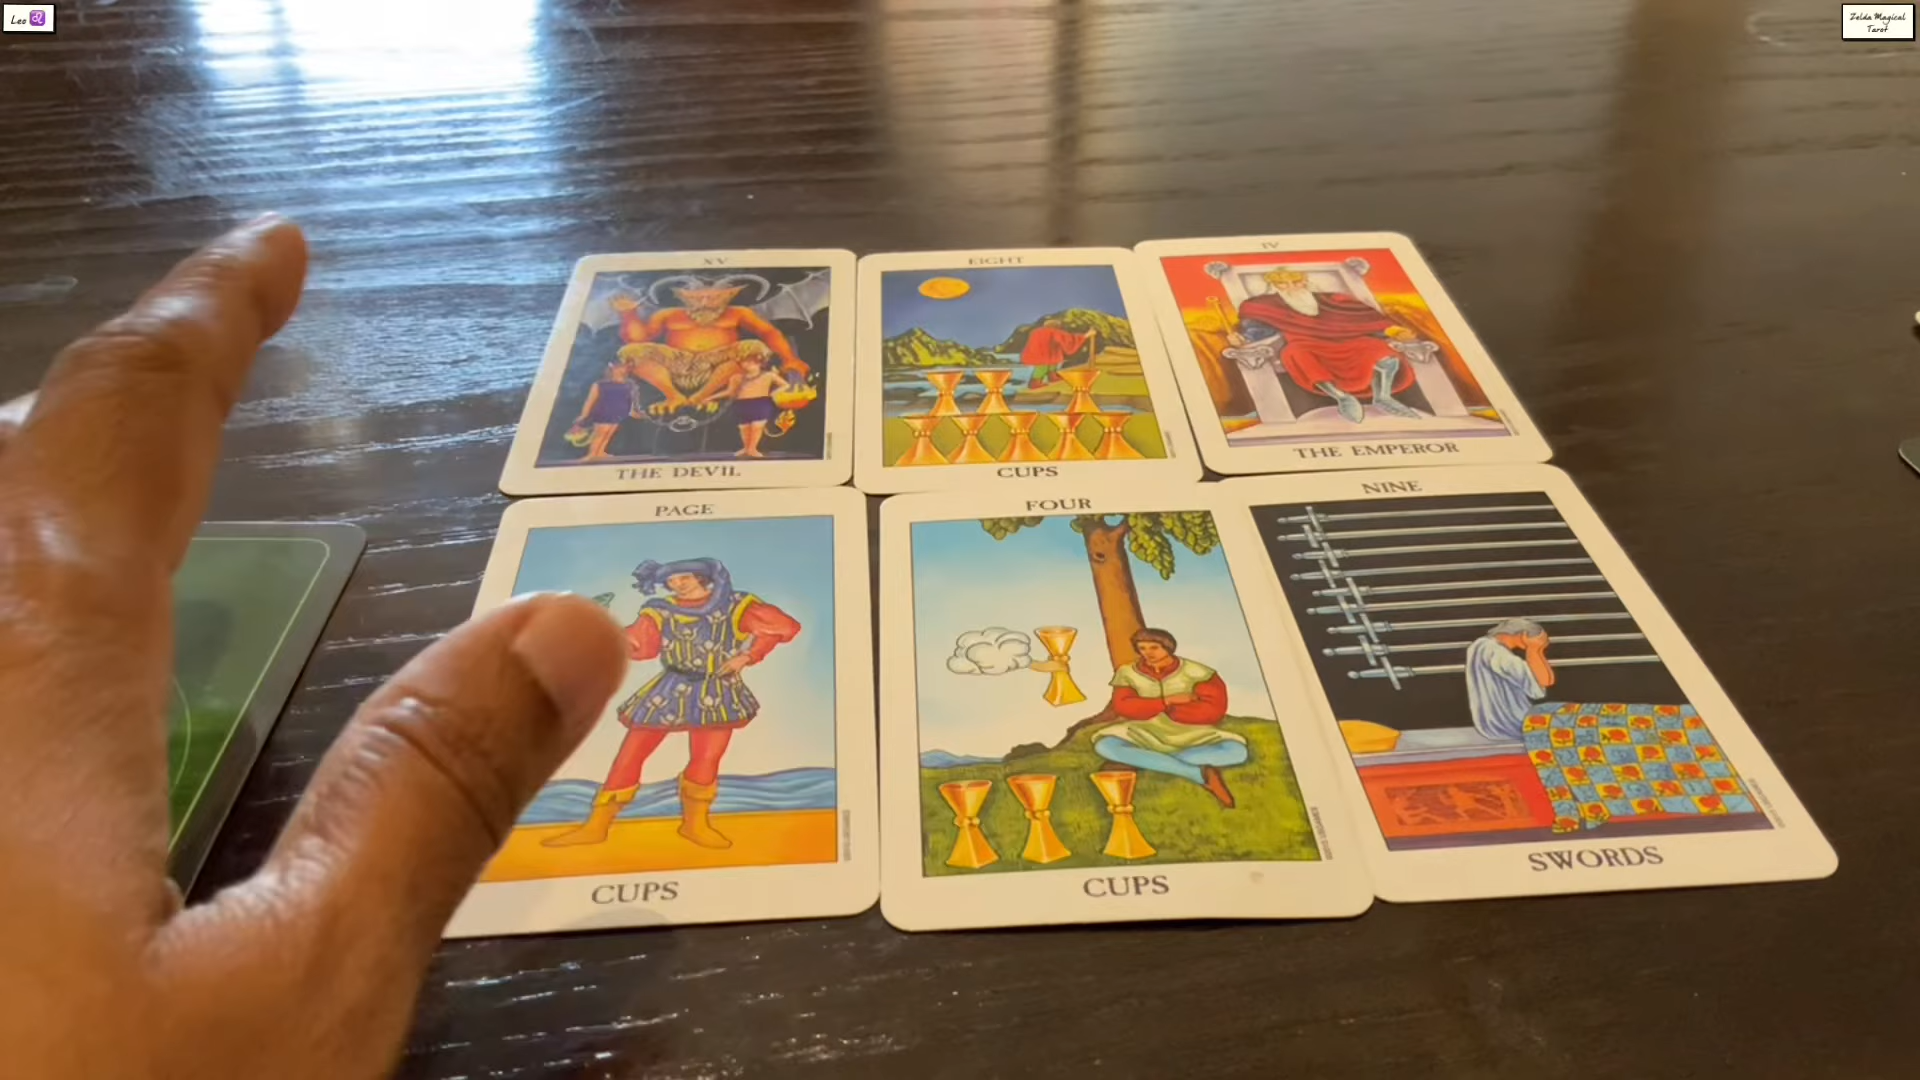 Leo ♌
Zelda Magical
Tarot
XV
EIGHT
IV
THE DEVIL
CUPS
THE EMPEROR
PAGE
FOUR
NINE
CUPS
CUPS
SWORDS